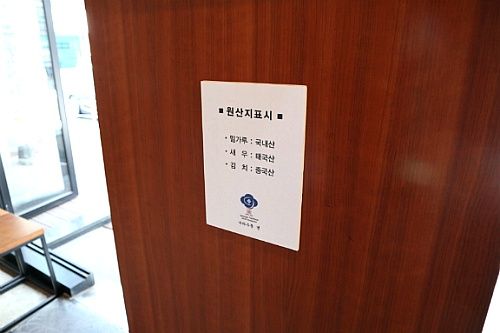 ■ 원산지표시 ■
· 밀가루 : 국내산
· 새 우 : 태국산
· 김 치 : 중국산